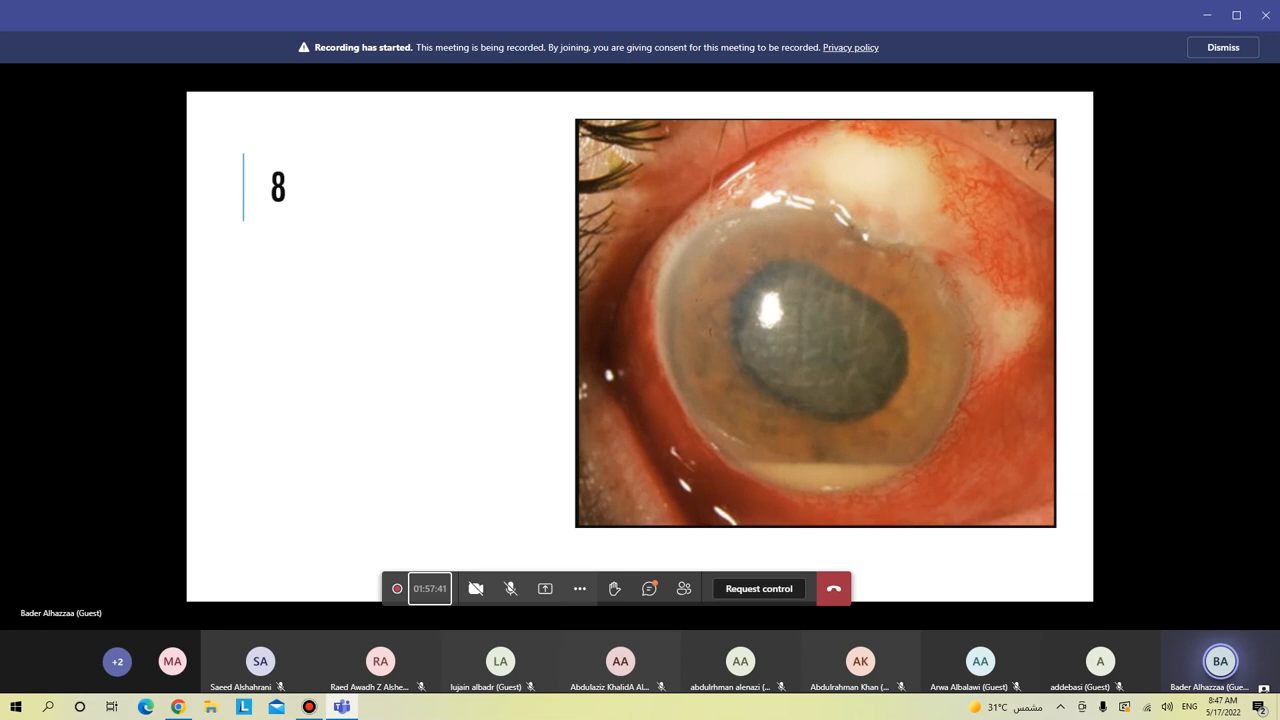 Recording has started. This meeting is being recorded. By joining, you are giving consent for this meeting to be recorded. Privacy policy
Dismiss
8
01:57:41
Request control
Bader Alhazzaa (Guest)
+2 MA SA RA LA AA AA AK AA A BA
Saeed Alshahrani Raed Awadh Z Alshe... lujain albadr (Guest) Abdulaziz KhalidA Al... abdulrhman alenazi (... Abdulrahman Khan (... Arwa Albalawi (Guest) addebasi (Guest) Bader Alhazzaa (Gue...
31°C مشمس ENG 8:47 AM
5/17/2022
2